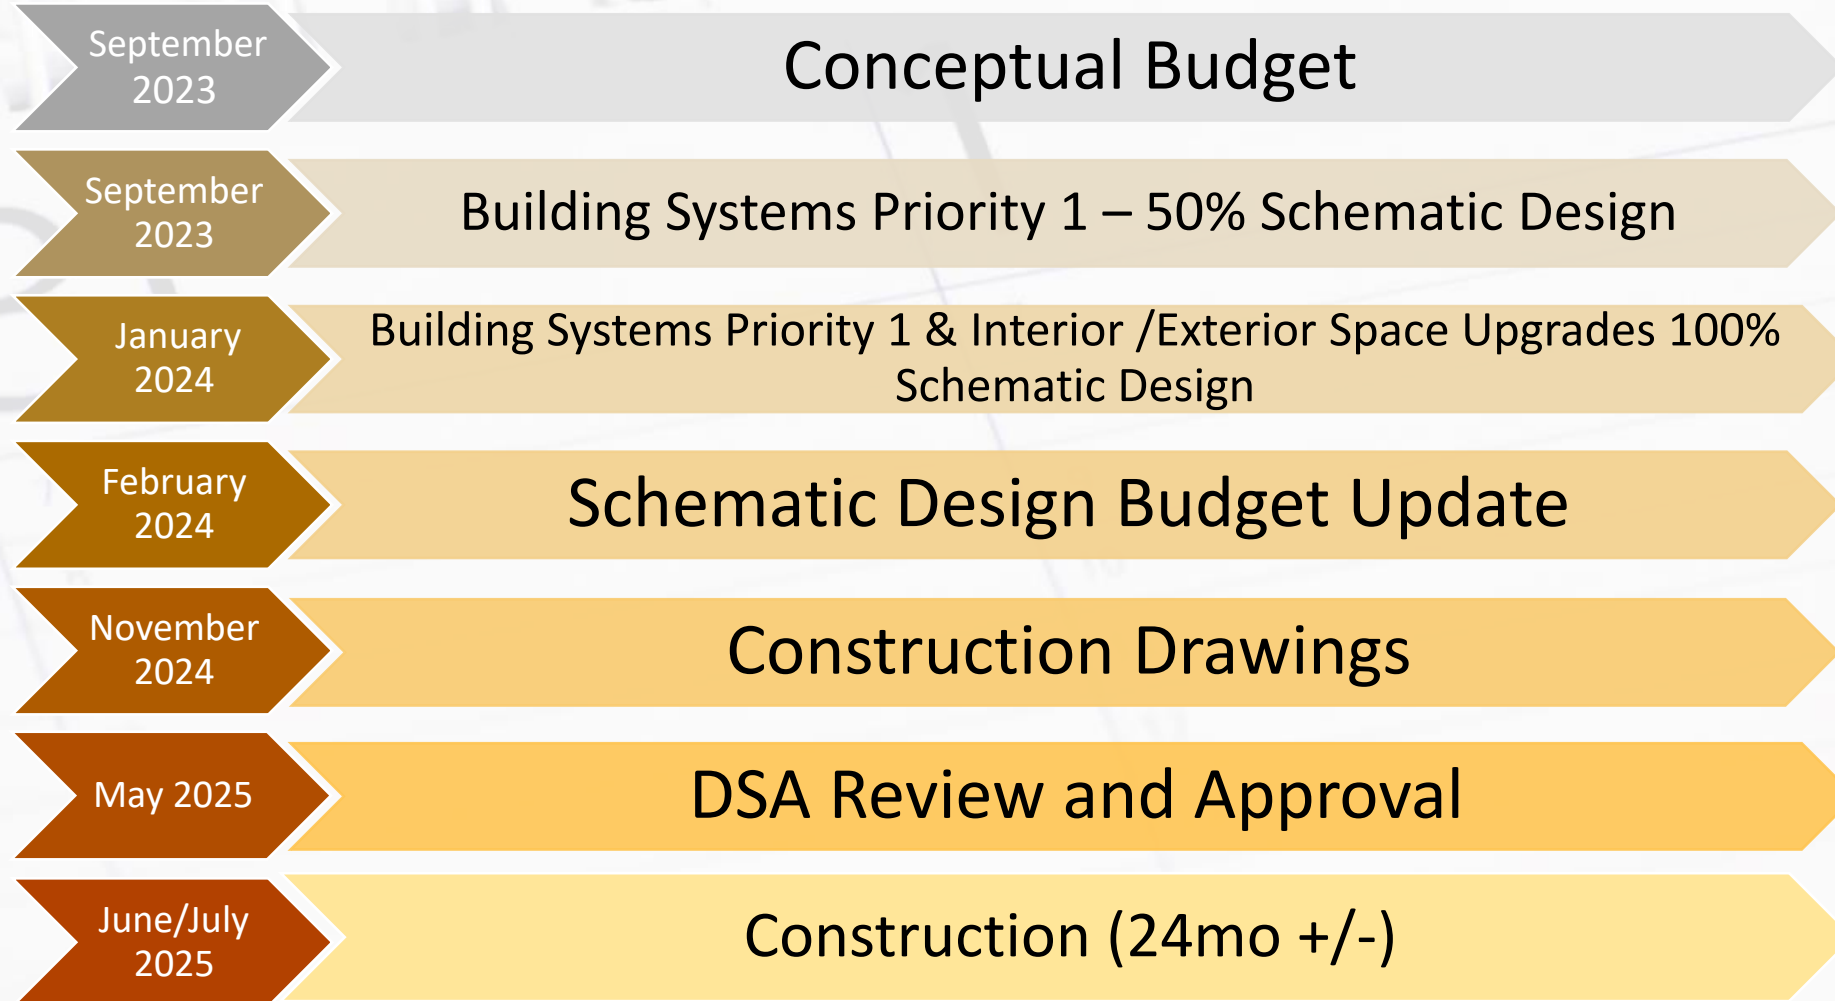 September
2023
Conceptual Budget
September
2023
Building Systems Priority 1 – 50% Schematic Design
January
2024
Building Systems Priority 1 & Interior /Exterior Space Upgrades 100%
Schematic Design
February
2024
Schematic Design Budget Update
November
2024
Construction Drawings
May 2025
DSA Review and Approval
June/July
2025
Construction (24mo +/-)